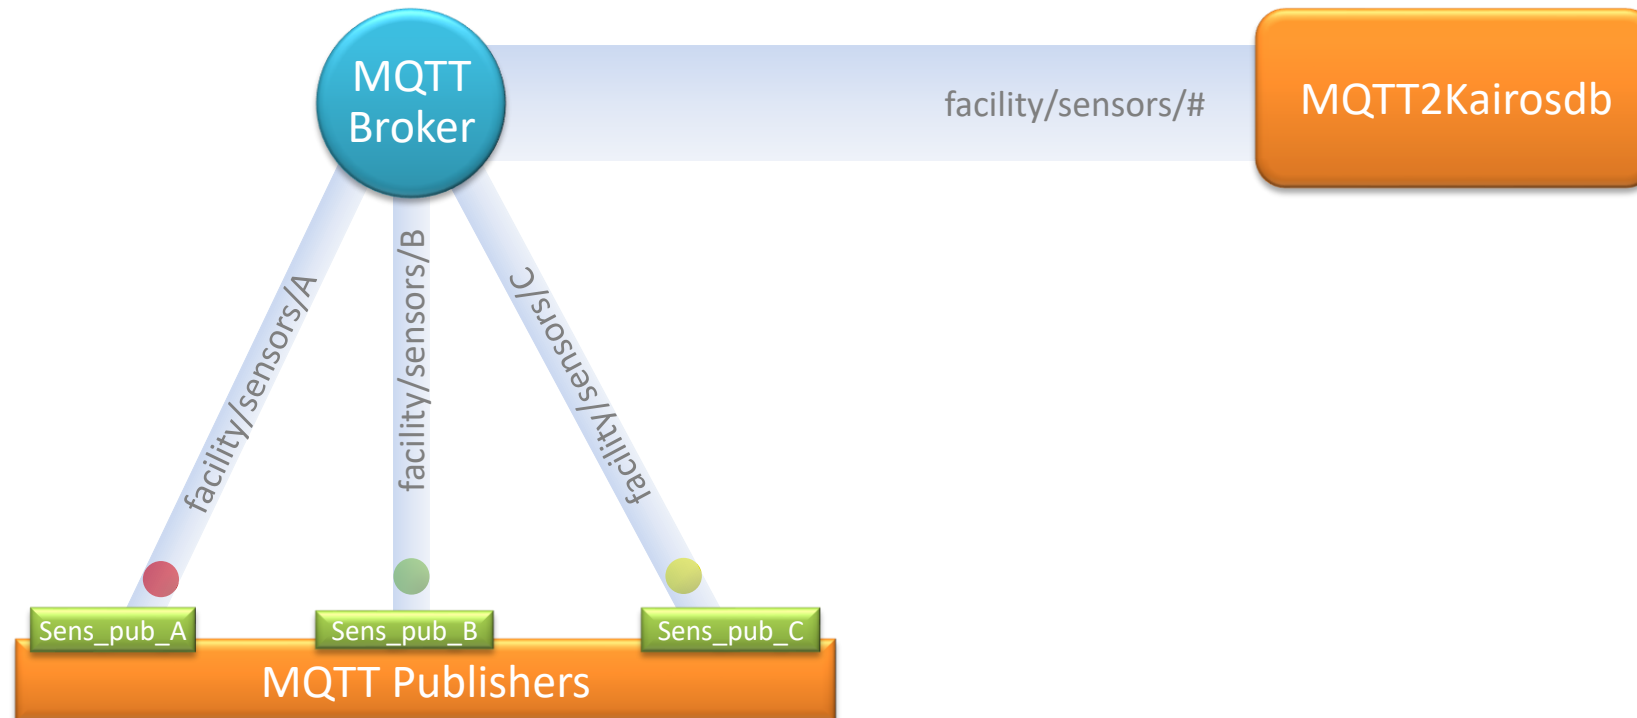 MQTT
Broker
facility/sensors/#
MQTT2Kairosdb
facility/sensors/A
facility/sensors/B
facility/sensors/C
Sens_pub_A
Sens_pub_B
Sens_pub_C
MQTT Publishers